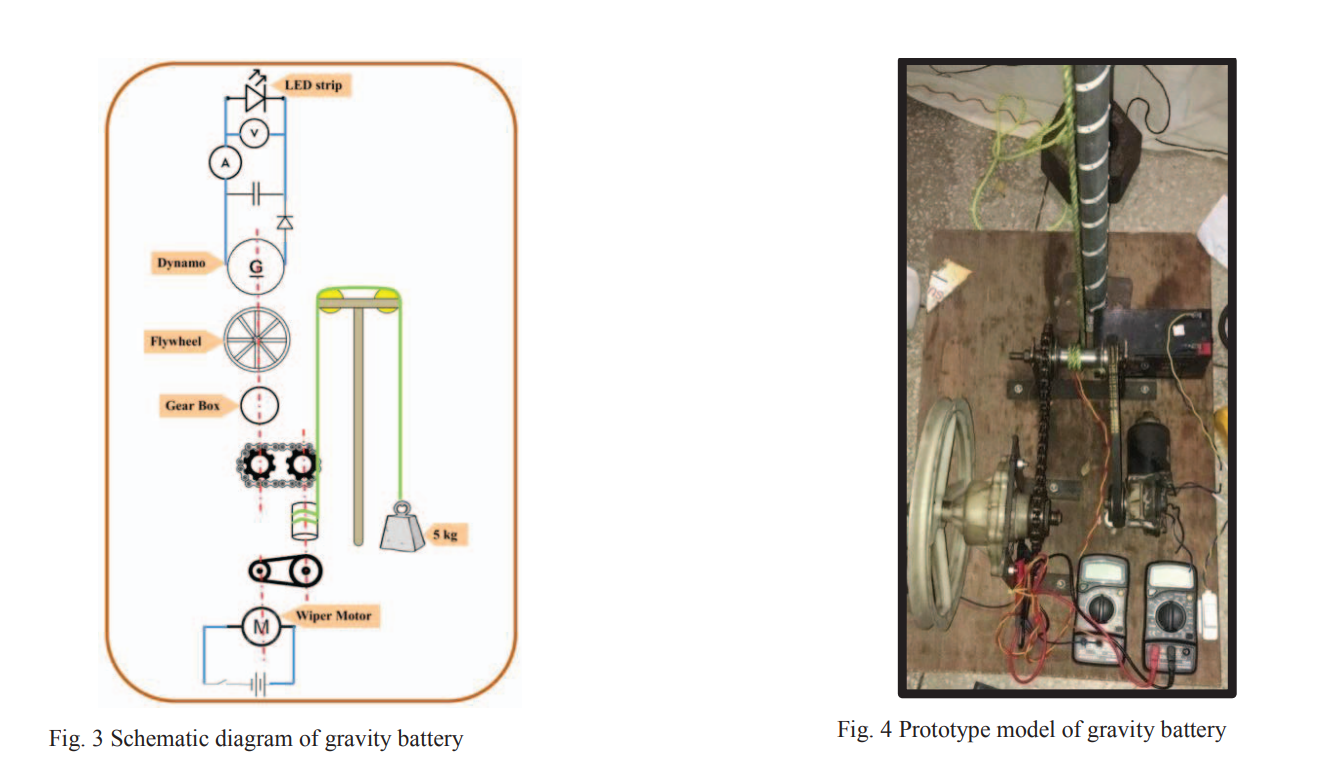 LED strip
V
A
Dynamo
G
Flywheel
Gear Box
5 kg
Wiper Motor
M
Fig. 3 Schematic diagram of gravity battery
Fig. 4 Prototype model of gravity battery